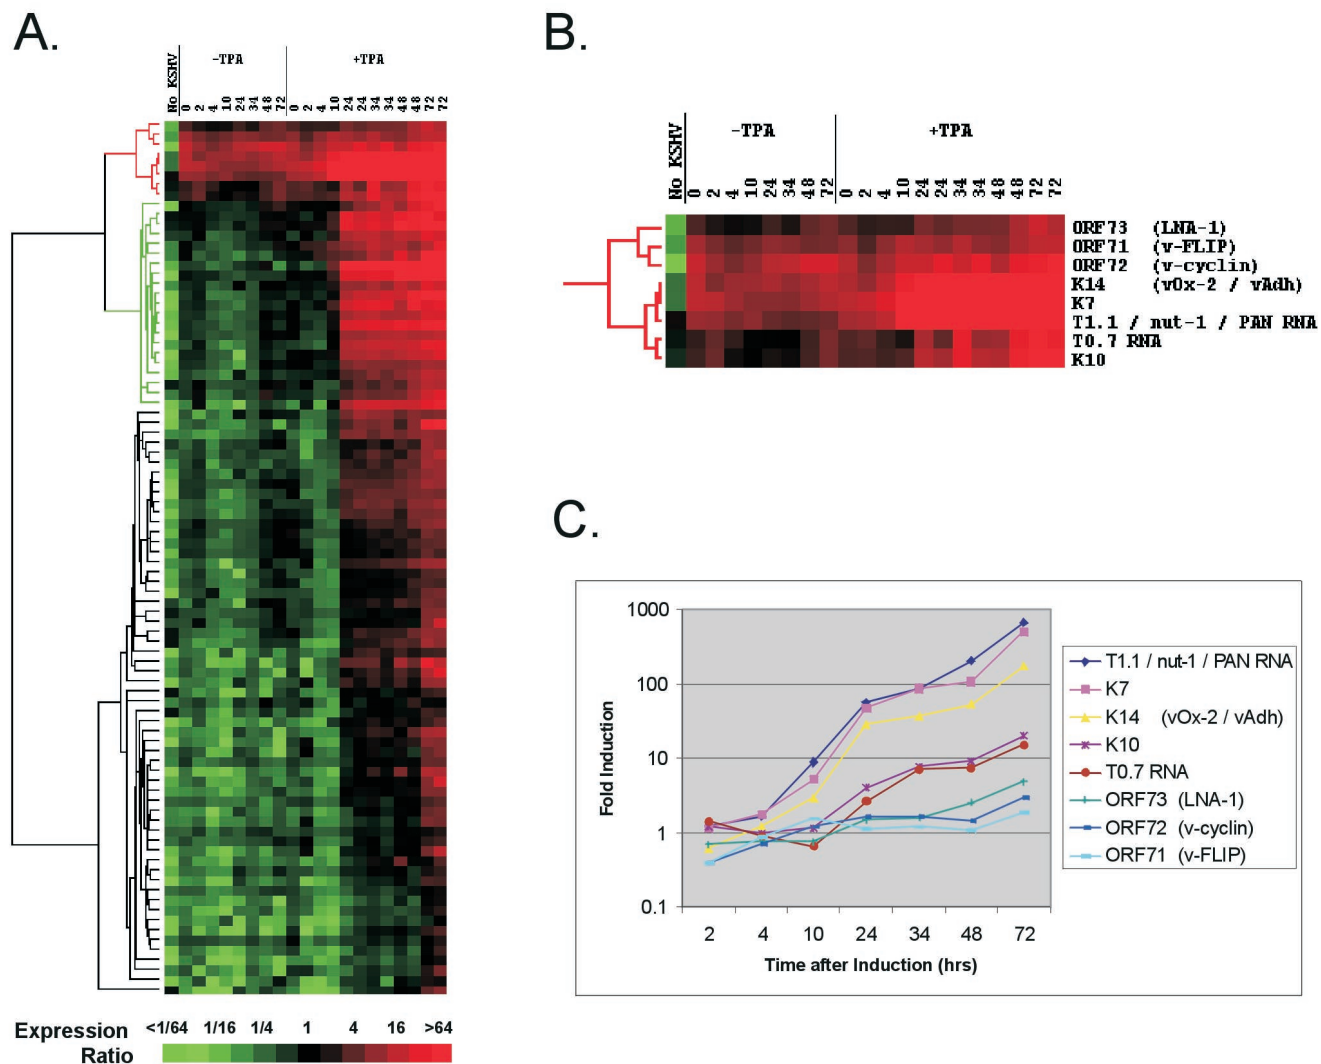 A.
No KSHV
-TPA
+TPA
0 2 4 10 24 34 48 72 0 2 4 10 24 24 34 34 48 48 72 72
Expression Ratio
<1/64 1/16 1/4 1 4 16 >64
B.
No KSHV
-TPA
+TPA
0 2 4 10 24 34 48 72 0 2 4 10 24 24 34 34 48 48 72 72
ORF73 (LNA-1)
ORF71 (v-FLIP)
ORF72 (v-cyclin)
K14 (vOx-2 / vAdh)
K7
T1.1 / nut-1 / PAN RNA
T0.7 RNA
K10
C.
Fold Induction
1000
100
10
1
0.1
2 4 10 24 34 48 72
Time after Induction (hrs)
T1.1 / nut-1 / PAN RNA
K7
K14 (vOx-2 / vAdh)
K10
T0.7 RNA
ORF73 (LNA-1)
ORF72 (v-cyclin)
ORF71 (v-FLIP)